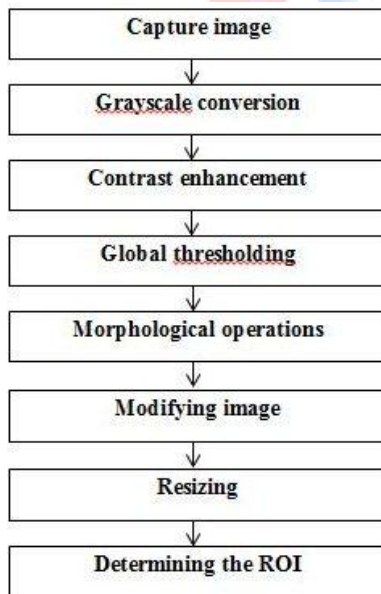 Capture image
Grayscale conversion
Contrast enhancement
Global thresholding
Morphological operations
Modifying image
Resizing
Determining the ROI